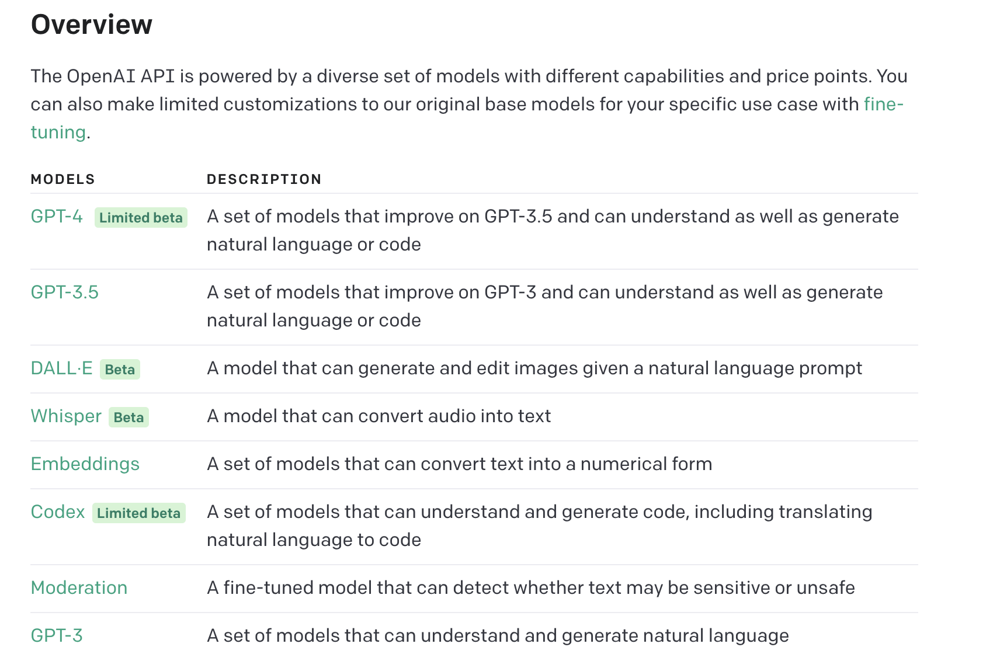 Overview
The OpenAI API is powered by a diverse set of models with different capabilities and price points. You
can also make limited customizations to our original base models for your specific use case with fine-
tuning.
MODELS DESCRIPTION
GPT-4 Limited beta A set of models that improve on GPT-3.5 and can understand as well as generate
natural language or code
GPT-3.5 A set of models that improve on GPT-3 and can understand as well as generate
natural language or code
DALL·E Beta A model that can generate and edit images given a natural language prompt
Whisper Beta A model that can convert audio into text
Embeddings A set of models that can convert text into a numerical form
Codex Limited beta A set of models that can understand and generate code, including translating
natural language to code
Moderation A fine-tuned model that can detect whether text may be sensitive or unsafe
GPT-3 A set of models that can understand and generate natural language